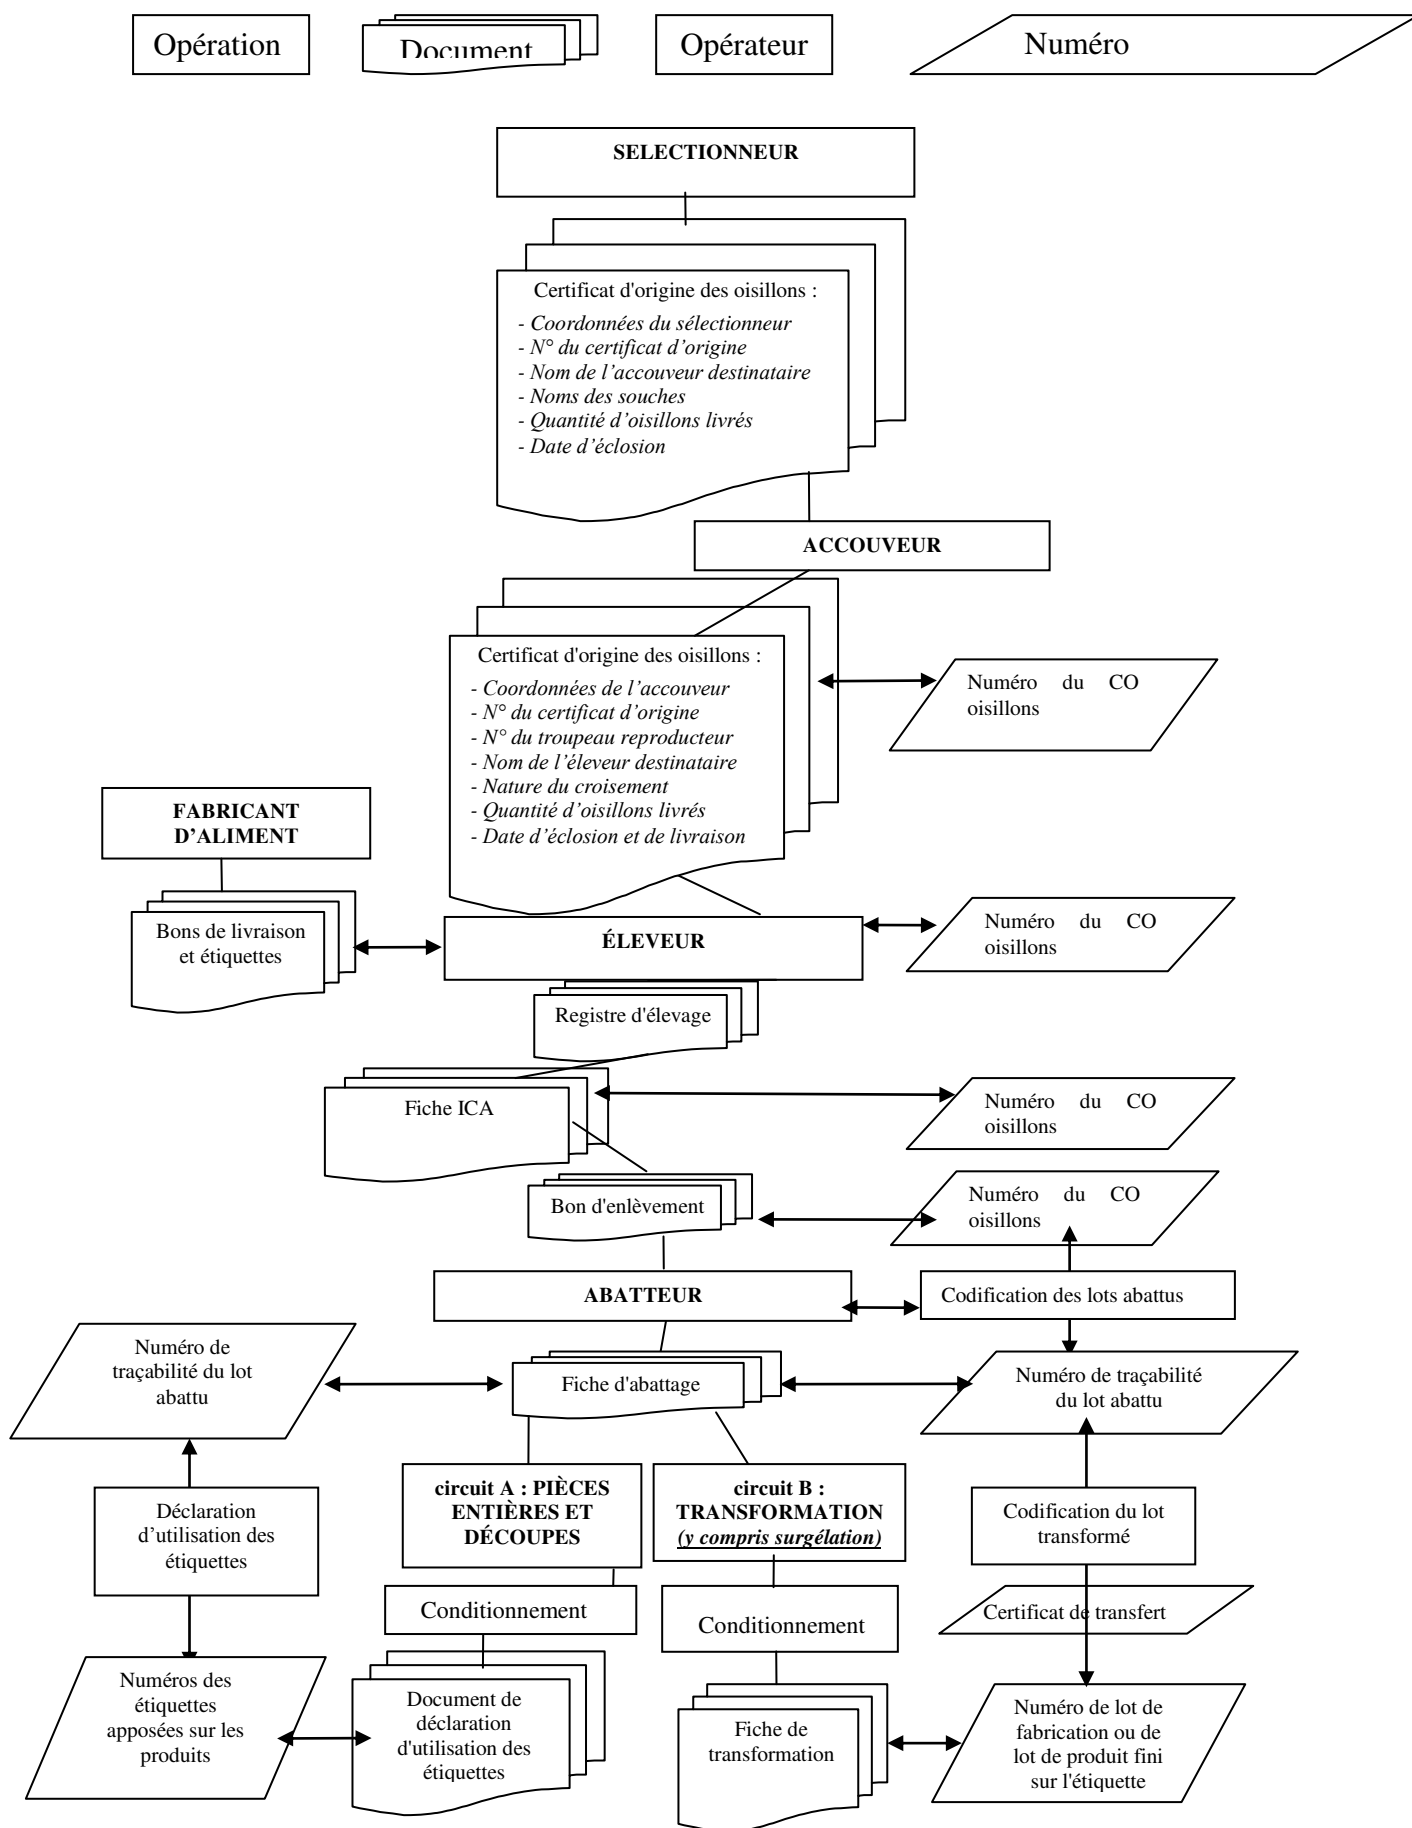 Opération
Document
Opérateur
Numéro
SELECTIONNEUR
Certificat d'origine des oisillons :
- Coordonnées du sélectionneur
- N° du certificat d’origine
- Nom de l’accouveur destinataire
- Noms des souches
- Quantité d’oisillons livrés
- Date d’éclosion
ACCOUVEUR
Certificat d'origine des oisillons :
- Coordonnées de l’accouveur
- N° du certificat d’origine
- N° du troupeau reproducteur
- Nom de l’éleveur destinataire
- Nature du croisement
- Quantité d’oisillons livrés
- Date d’éclosion et de livraison
Numéro du CO
oisillons
FABRICANT
D’ALIMENT
Bons de livraison
et étiquettes
ÉLEVEUR
Numéro du CO
oisillons
Registre d'élevage
Fiche ICA
Numéro du CO
oisillons
Bon d'enlèvement
Numéro du CO
oisillons
ABATTEUR
Codification des lots abattus
Numéro de
traçabilité du lot
abattu
Fiche d'abattage
Numéro de traçabilité
du lot abattu
Déclaration
d’utilisation des
étiquettes
circuit A : PIÈCES
ENTIÈRES ET
DÉCOUPES
circuit B :
TRANSFORMATION
(y compris surgélation)
Codification du lot
transformé
Conditionnement
Conditionnement
Certificat de transfert
Numéros des
étiquettes
apposées sur les
produits
Document de
déclaration
d'utilisation des
étiquettes
Fiche de
transformation
Numéro de lot de
fabrication ou de
lot de produit fini
sur l'étiquette